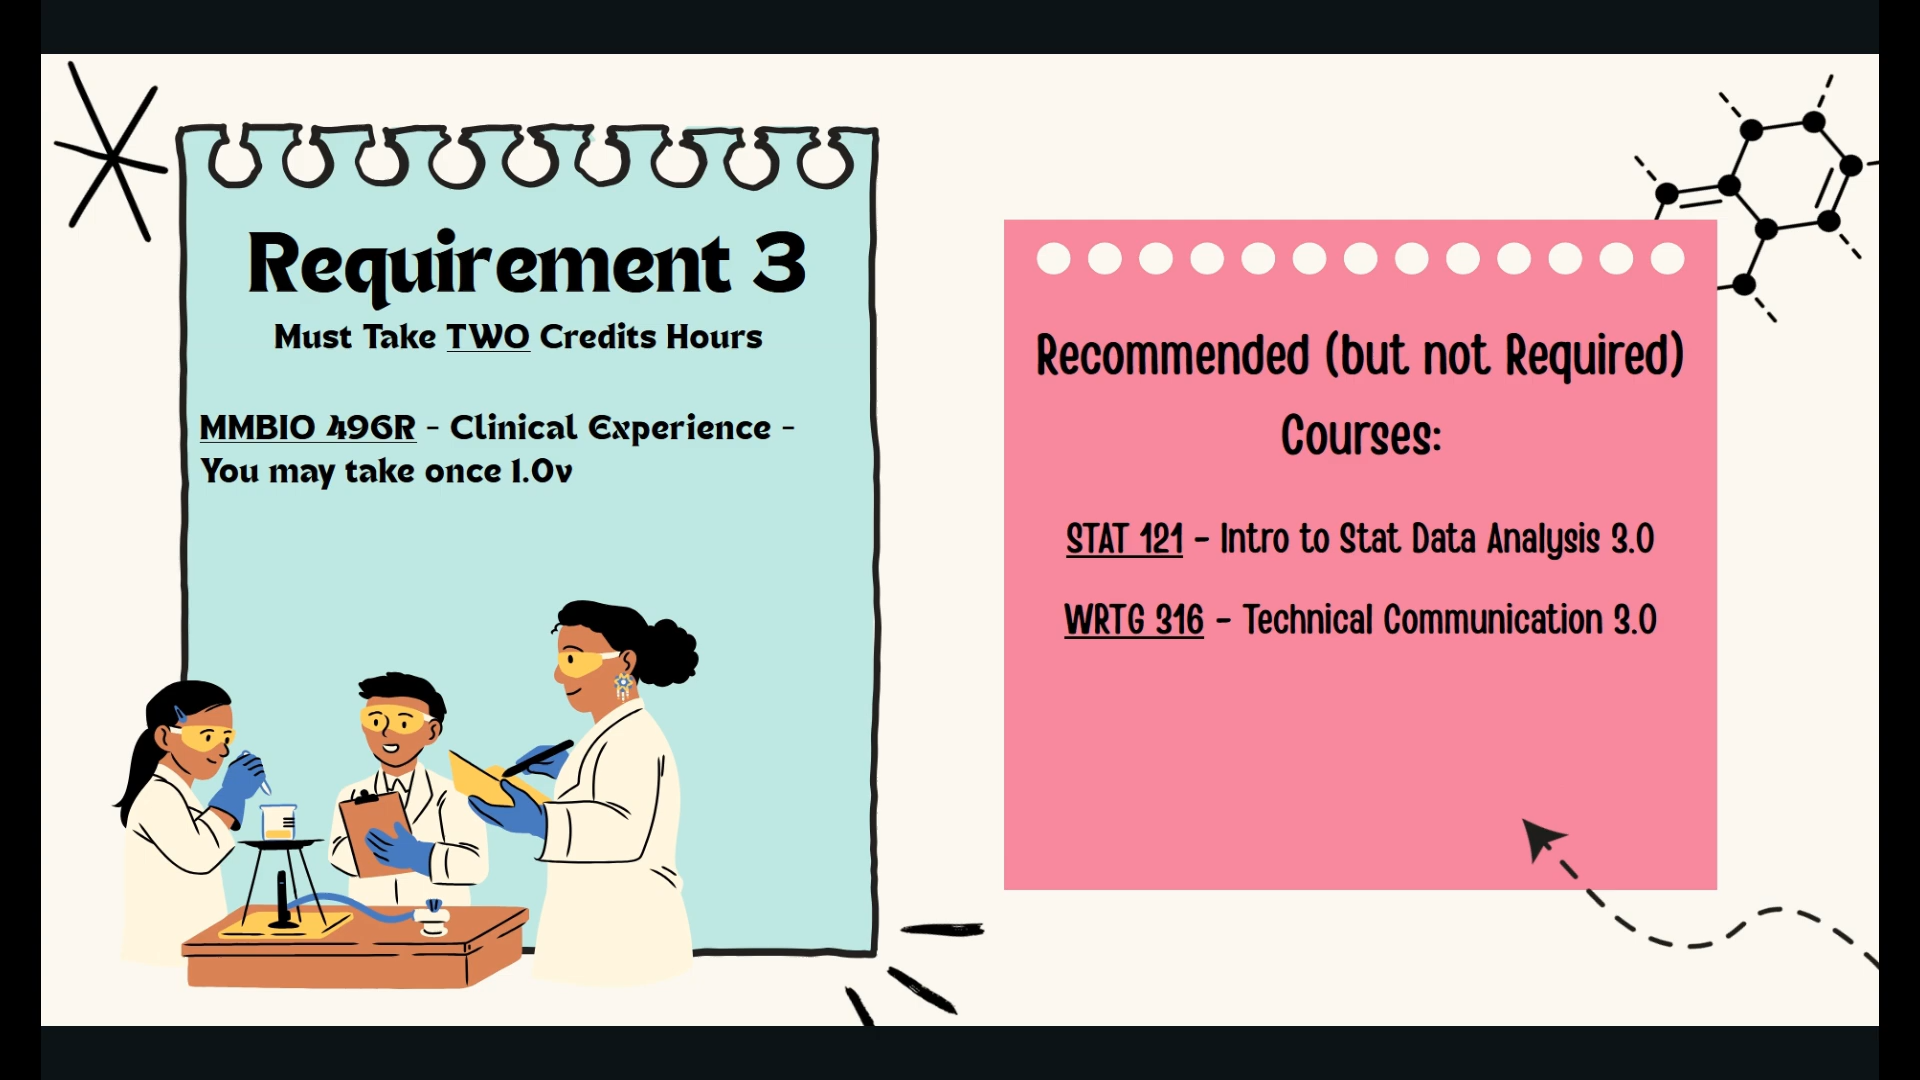 Requirement 3
Must Take TWO Credits Hours
MMBIO 496R - Clinical Experience -
You may take once 1.0v
Recommended (but not Required)
Courses:
STAT 121 - Intro to Stat Data Analysis 3.0
WRTG 316 - Technical Communication 3.0